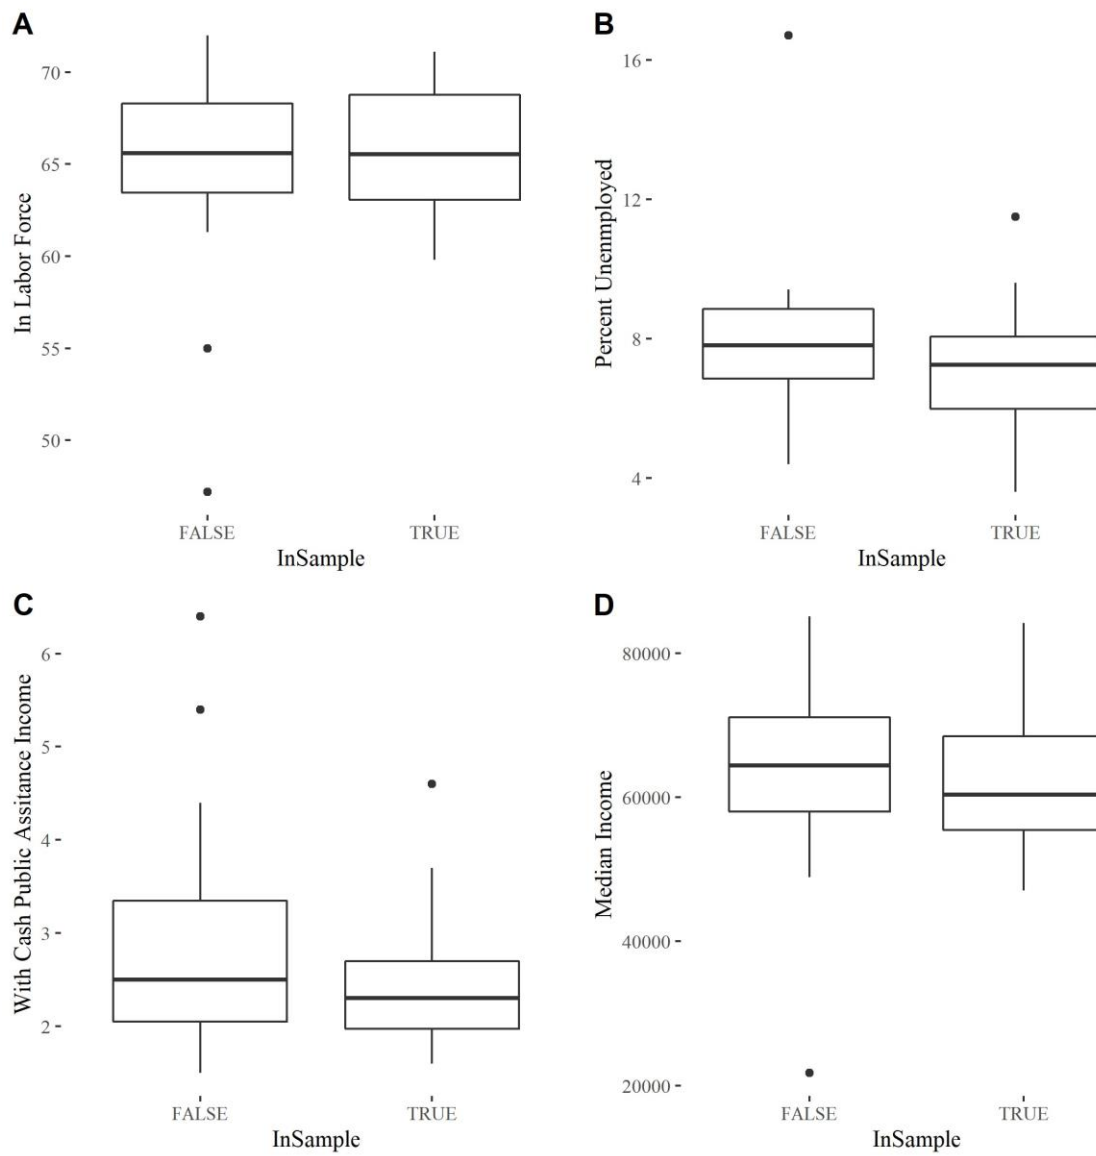 A
In Labor Force
70
65
60
55
50
FALSE
TRUE
InSample
B
Percent Unenmployed
16
12
8
4
FALSE
TRUE
InSample
C
With Cash Public Assitance Income
6
5
4
3
2
FALSE
TRUE
InSample
D
Median Income
80000
60000
40000
20000
FALSE
TRUE
InSample